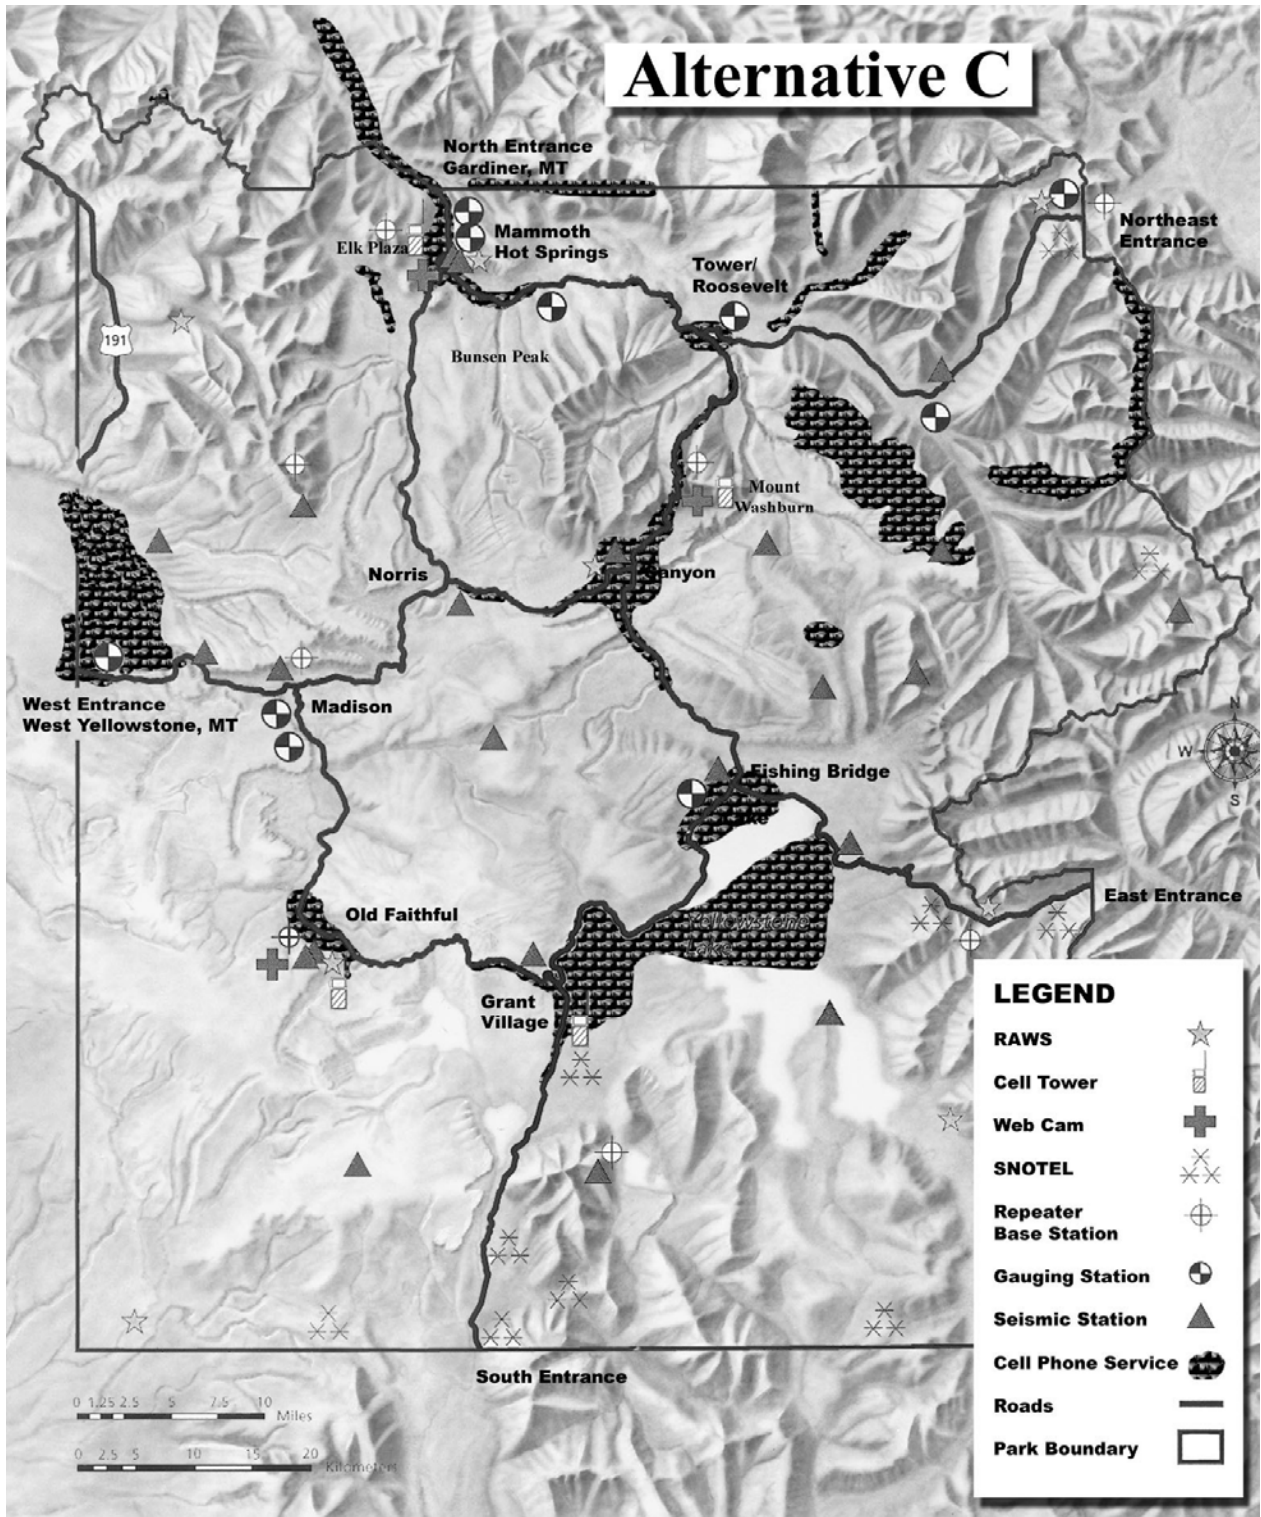 Alternative C
North Entrance
Gardiner, MT
Northeast
Entrance
Mammoth
Hot Springs
Elk Plaza
Tower/
Roosevelt
191
Bunsen Peak
Mount
Washburn
Norris
Canyon
West Entrance
West Yellowstone, MT
Madison
N
W
S
Fishing Bridge
East Entrance
Old Faithful
Yellowstone
Lake
Grant
Village
South Entrance
LEGEND
RAWS
Cell Tower
Web Cam
SNOTEL
Repeater
Base Station
Gauging Station
Seismic Station
Cell Phone Service
Roads
Park Boundary
0 1.25 2.5 5 7.5 10
Miles
0 2.5 5 10 15 20
Kilometers